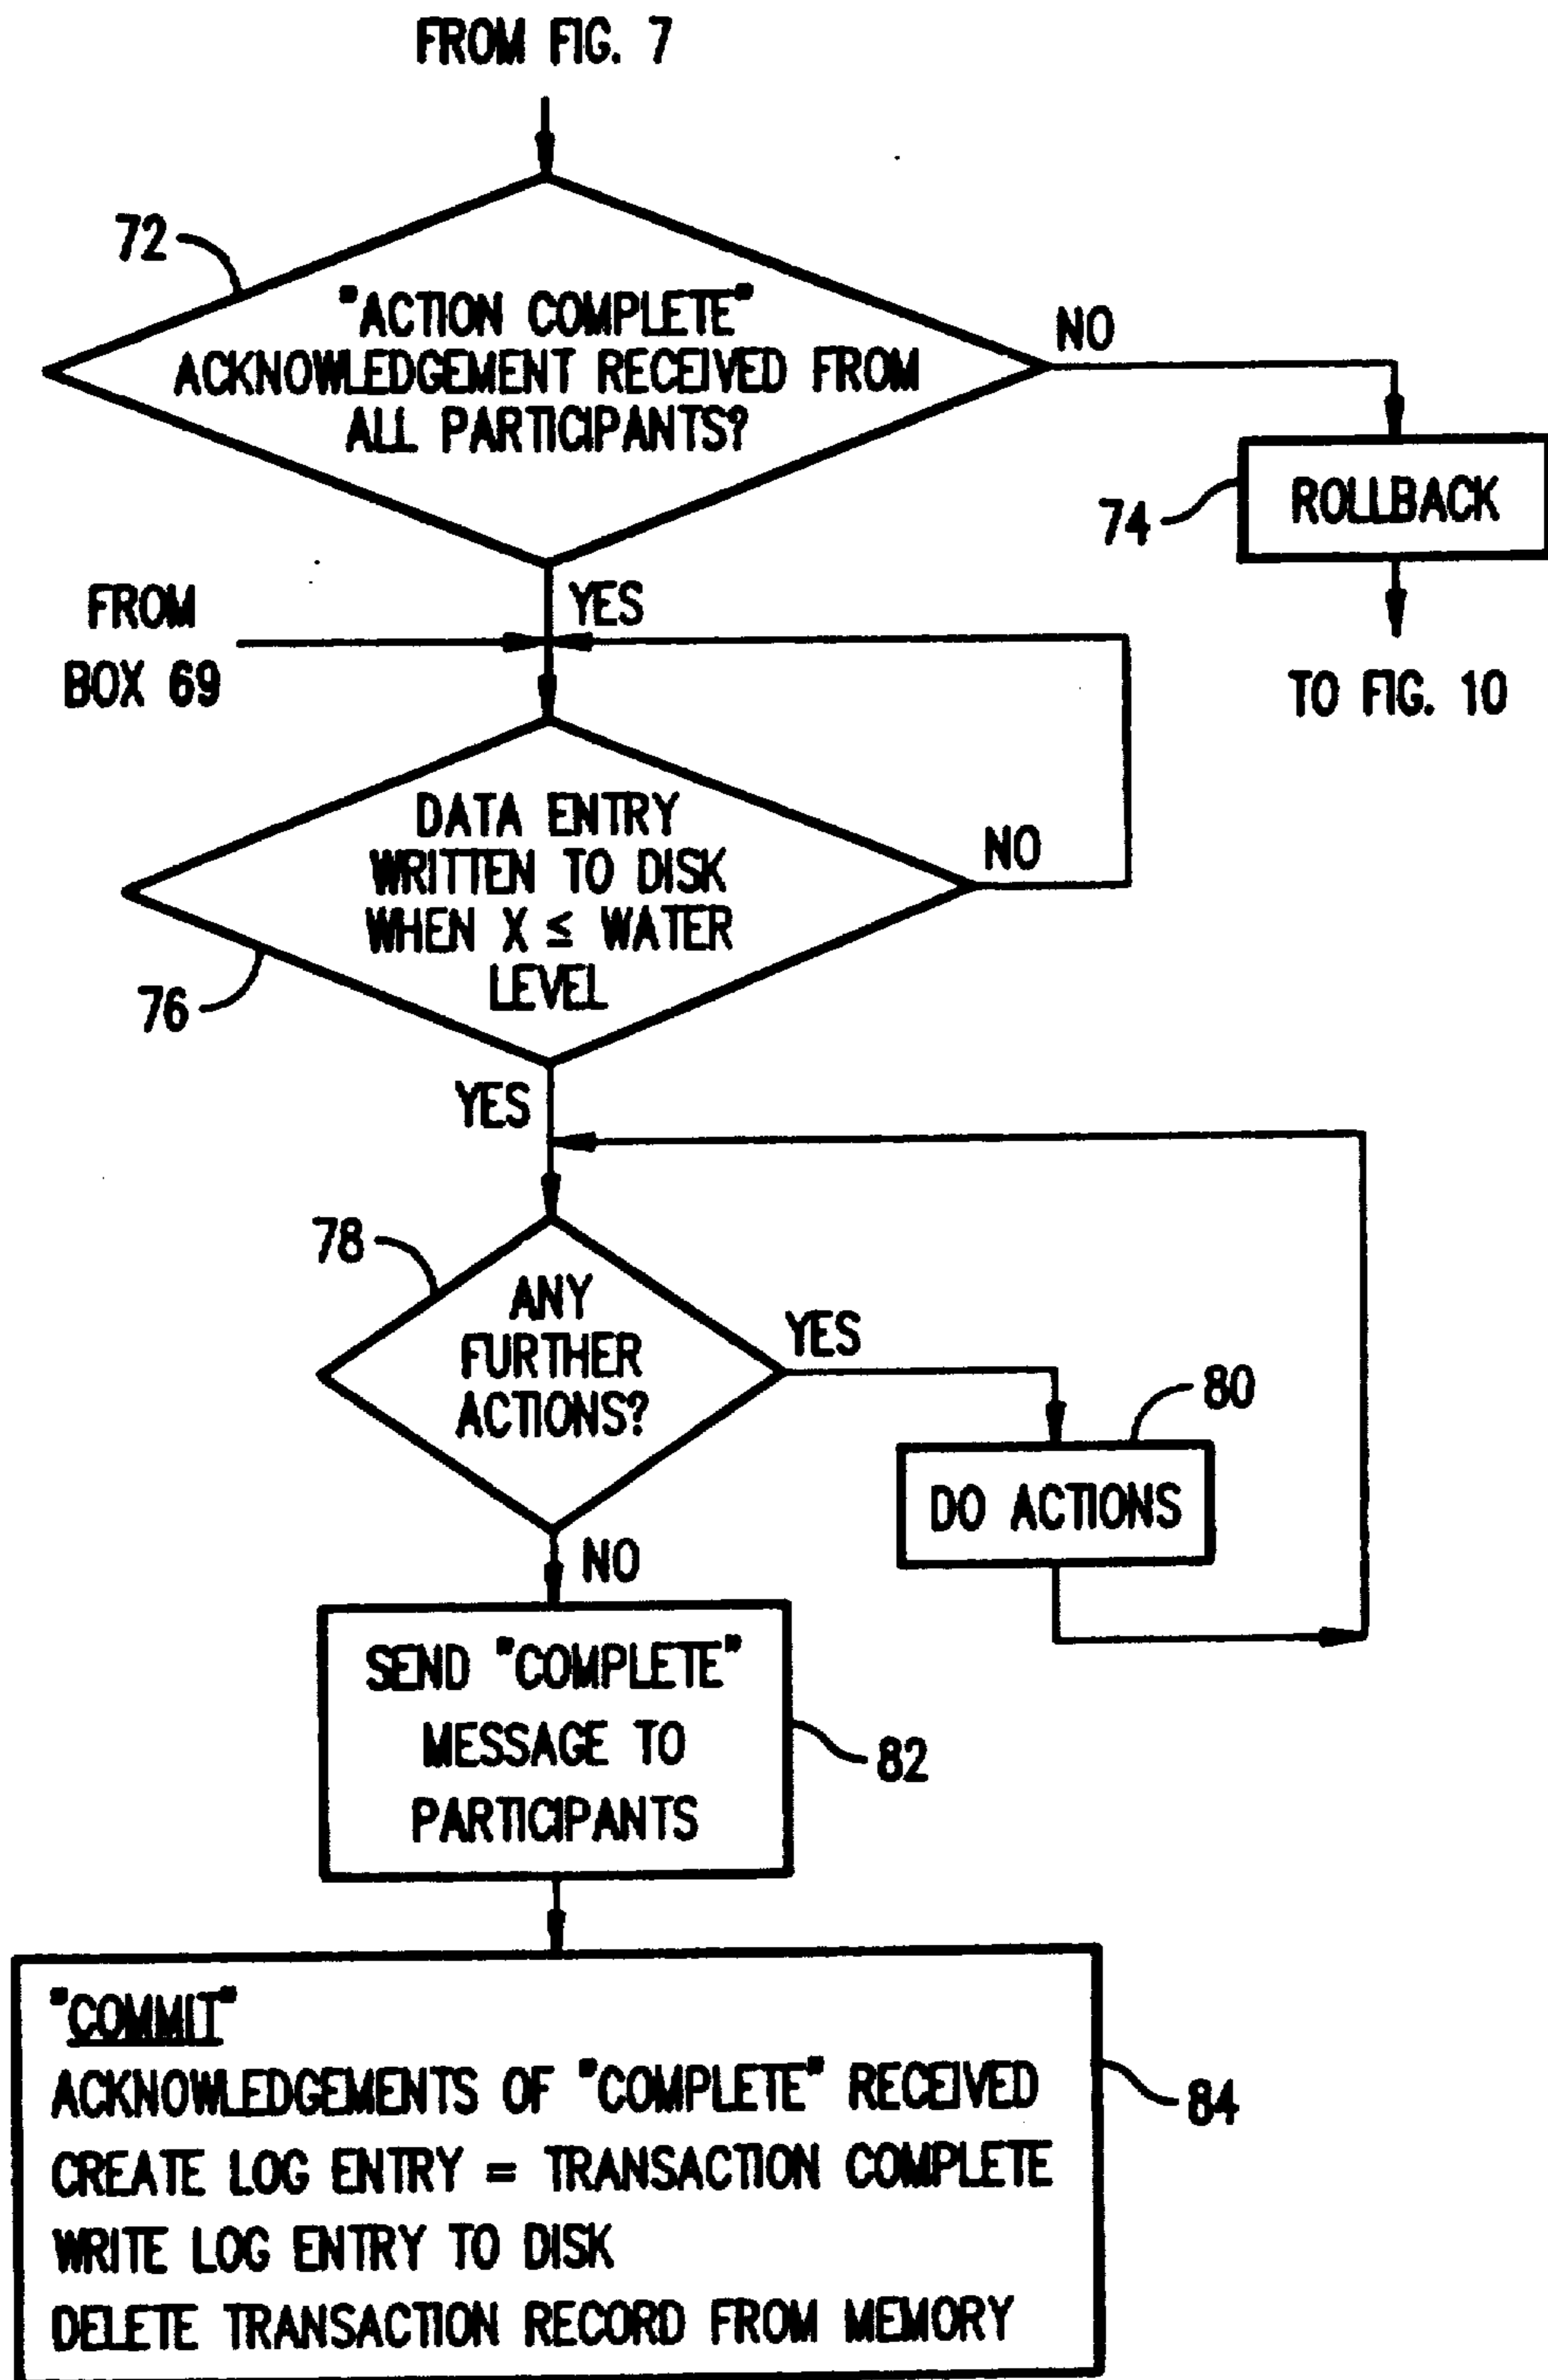 FROM FIG. 7
72
"ACTION COMPLETE"
ACKNOWLEDGEMENT RECEIVED FROM
ALL PARTICIPANTS?
NO
74
ROLLBACK
TO FIG. 10
YES
FROM
BOX 69
DATA ENTRY
WRITTEN TO DISK
WHEN X ≤ WATER
LEVEL
NO
76
YES
78
ANY
FURTHER
ACTIONS?
YES
80
DO ACTIONS
NO
SEND "COMPLETE"
MESSAGE TO
PARTICIPANTS
82
"COMMIT"
ACKNOWLEDGEMENTS OF "COMPLETE" RECEIVED
CREATE LOG ENTRY = TRANSACTION COMPLETE
WRITE LOG ENTRY TO DISK
DELETE TRANSACTION RECORD FROM MEMORY
84